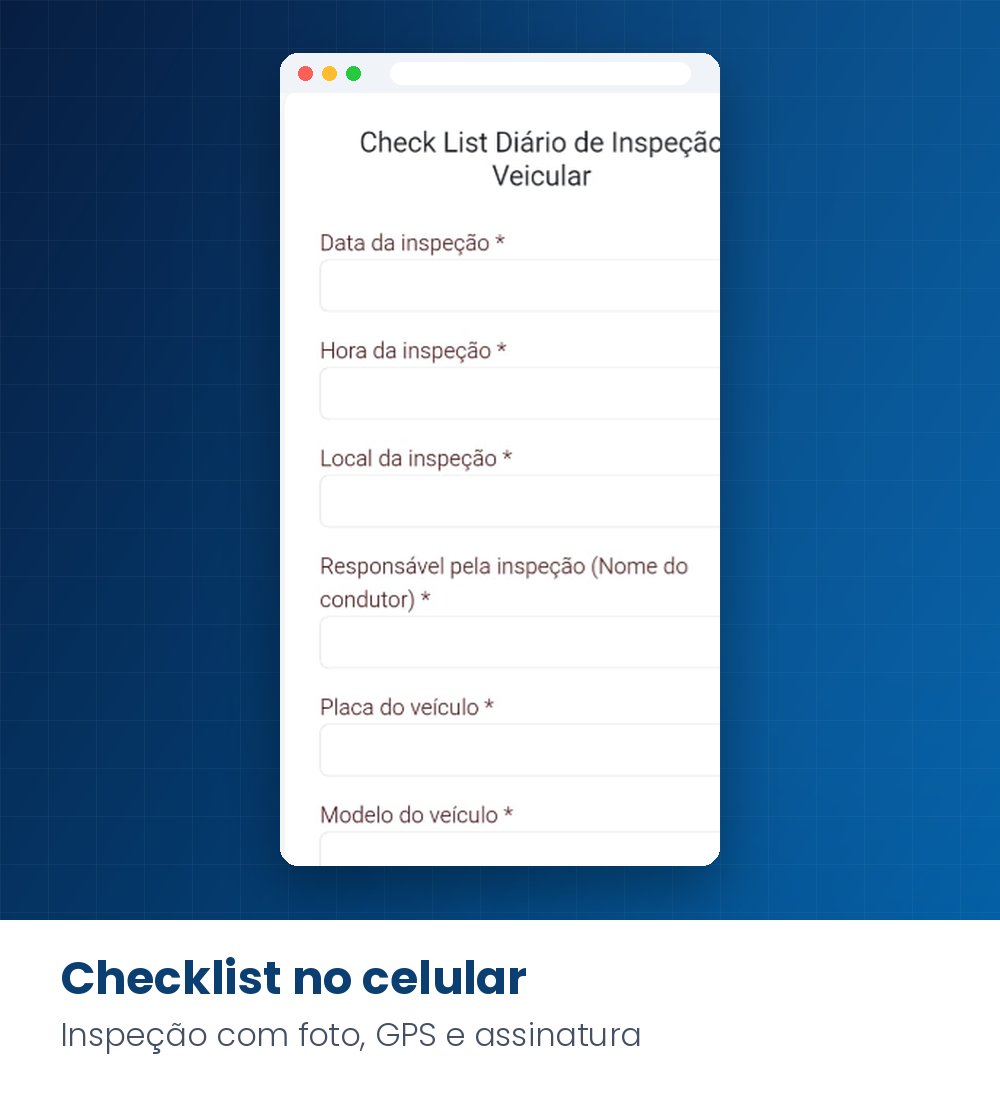 Check List Diário de Inspeção
Veicular
Data da inspeção *
Hora da inspeção *
Local da inspeção *
Responsável pela inspeção (Nome do
condutor) *
Placa do veículo *
Modelo do veículo *
Checklist no celular
Inspeção com foto, GPS e assinatura